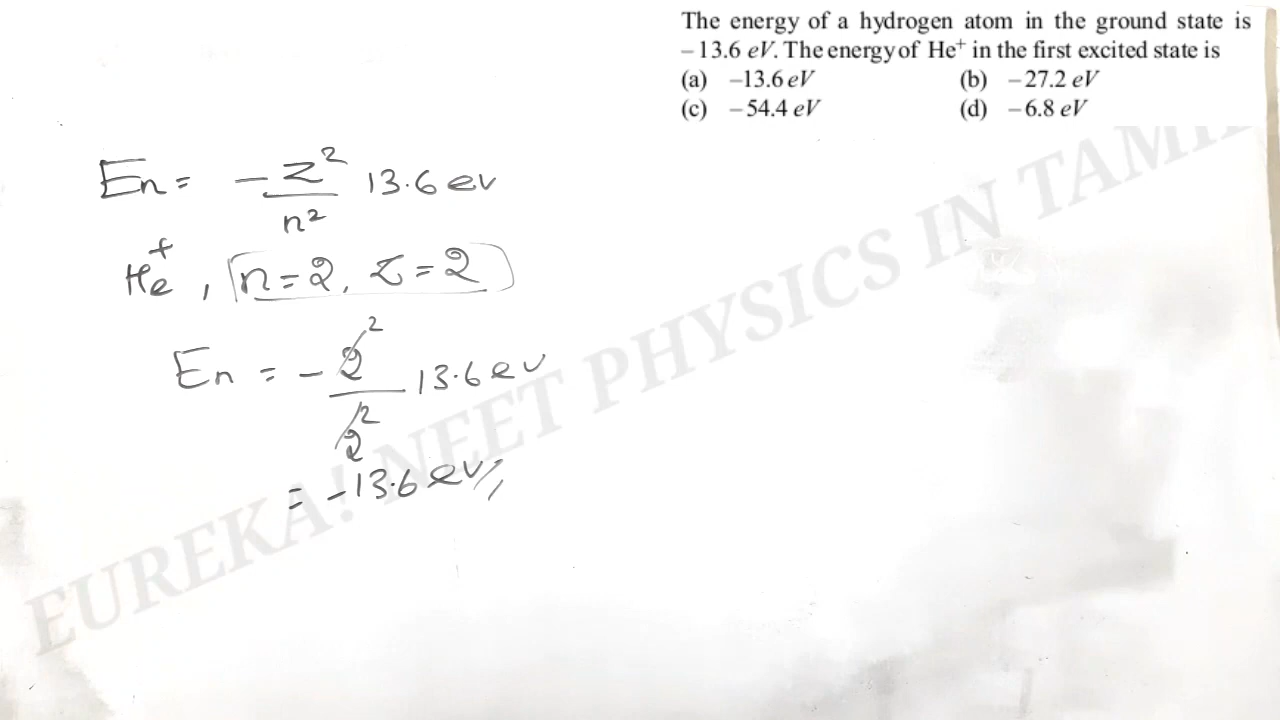 The energy of a hydrogen atom in the ground state is
–13.6 eV. The energy of He⁺ in the first excited state is
(a) –13.6 eV (b) –27.2 eV
(c) –54.4 eV (d) –6.8 eV
En = -Z²/n² 13.6 ev
He⁺, n=2, Z=2
En = -2²/2² 13.6 ev
= -13.6 ev
EUREKA! NEET PHYSICS IN TAMIL